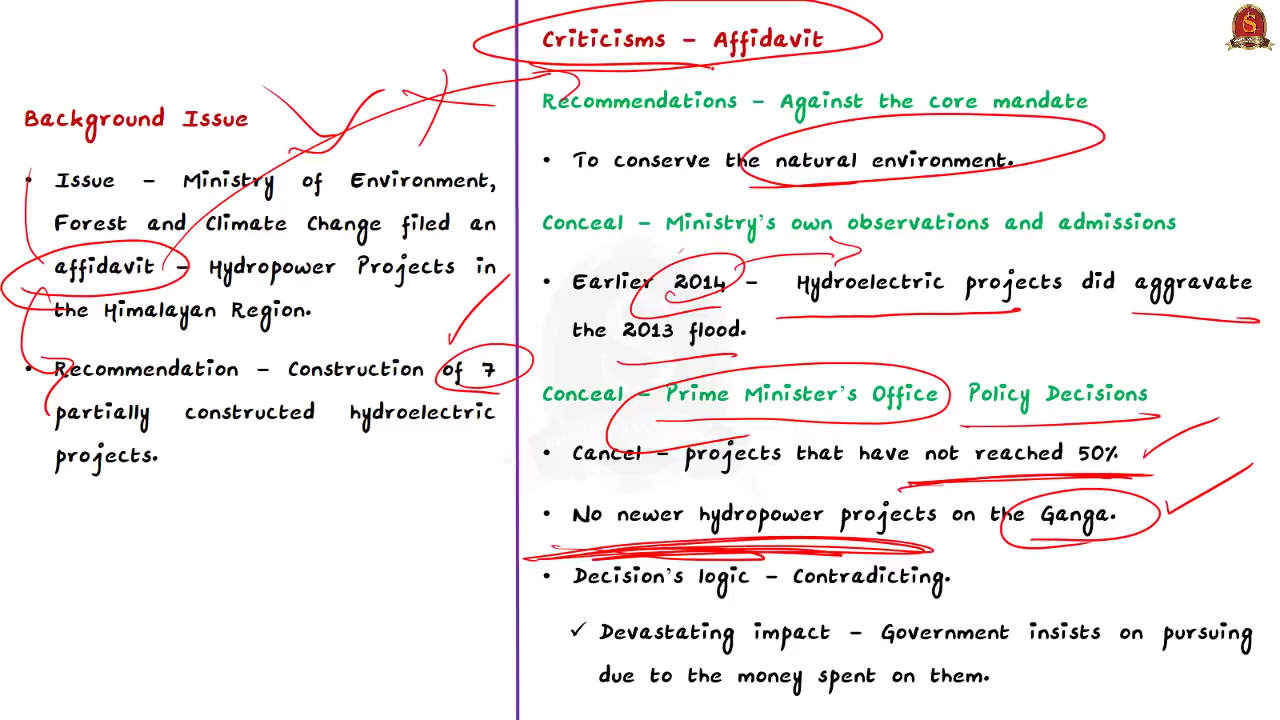 Background Issue
• Issue – Ministry of Environment,
Forest and Climate Change filed an
affidavit – Hydropower Projects in
the Himalayan Region.
• Recommendation – Construction of 7
partially constructed hydroelectric
projects.
Criticisms – Affidavit
Recommendations – Against the core mandate
• To conserve the natural environment.
Conceal – Ministry's own observations and admissions
• Earlier 2014 – Hydroelectric projects did aggravate
the 2013 flood.
Conceal – Prime Minister's Office Policy Decisions
• Cancel – projects that have not reached 50%
• No newer hydropower projects on the Ganga.
• Decision's logic – Contradicting.
✓ Devastating impact – Government insists on pursuing
due to the money spent on them.